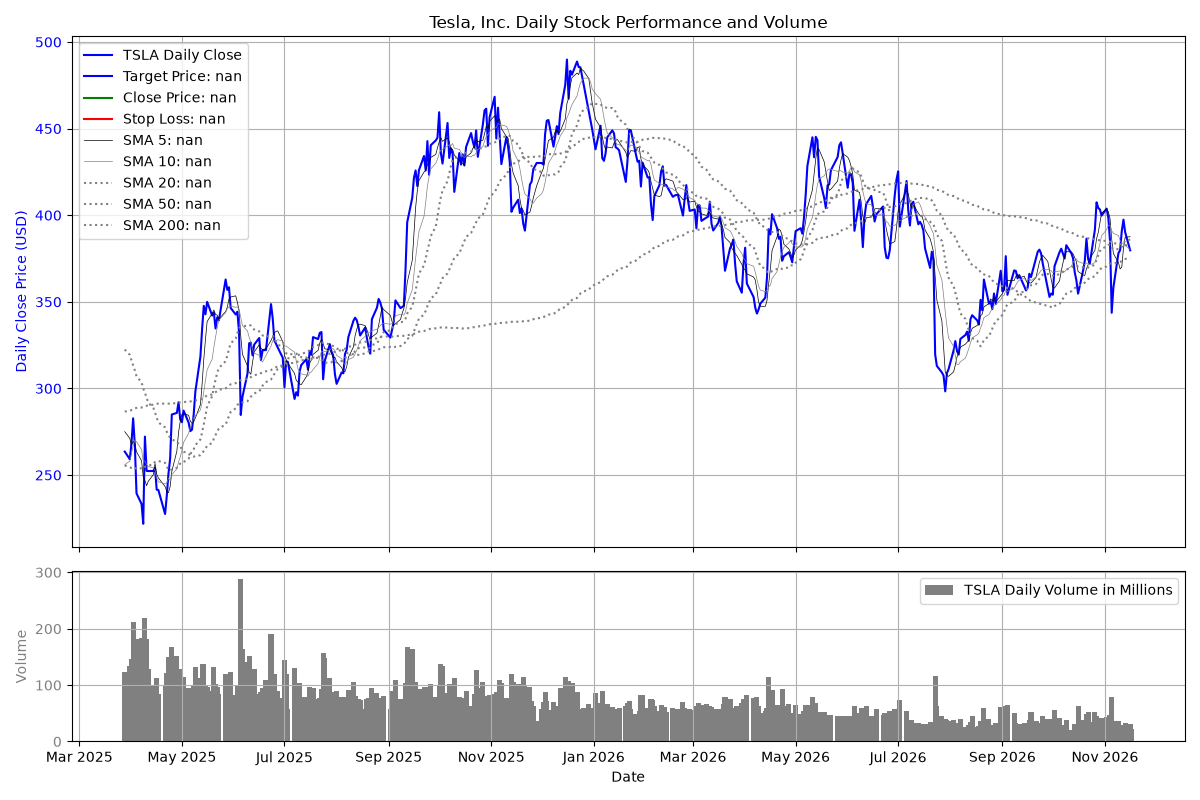 Tesla, Inc. Daily Stock Performance and Volume
TSLA Daily Close
Target Price: nan
Close Price: nan
Stop Loss: nan
SMA 5: nan
SMA 10: nan
SMA 20: nan
SMA 50: nan
SMA 200: nan
500
450
400
350
300
250
Daily Close Price (USD)
TSLA Daily Volume in Millions
300
200
100
0
Volume
Mar 2025
May 2025
Jul 2025
Sep 2025
Nov 2025
Jan 2026
Mar 2026
May 2026
Jul 2026
Sep 2026
Nov 2026
Date